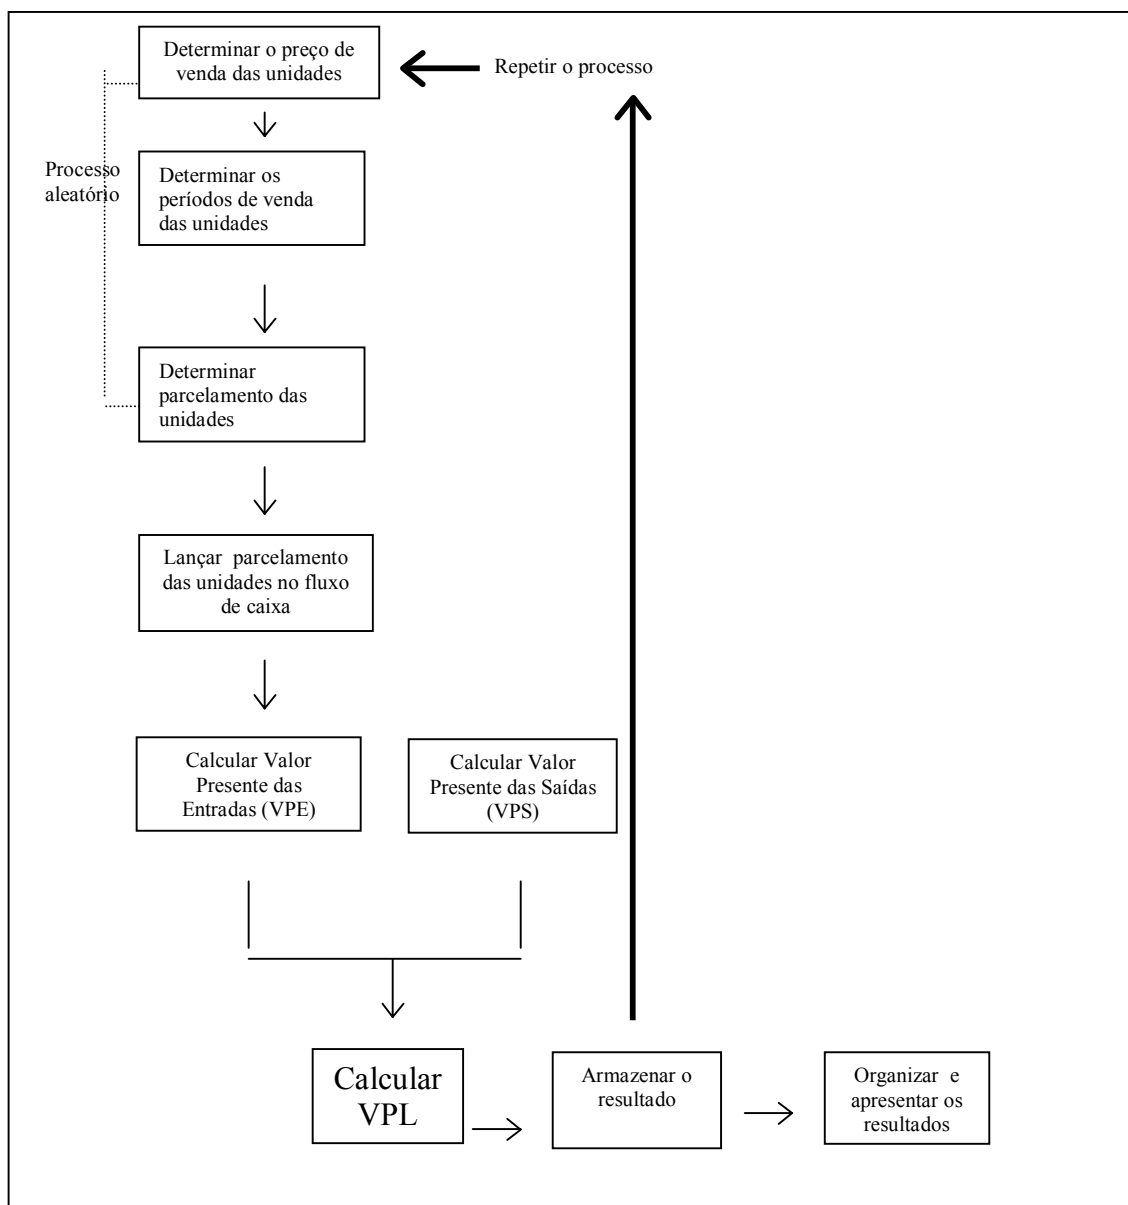 Determinar o preço de
venda das unidades
Repetir o processo
Processo
aleatório
Determinar os
períodos de venda
das unidades
Determinar
parcelamento das
unidades
Lançar  parcelamento
das unidades no fluxo
de caixa
Calcular Valor
Presente das
Entradas (VPE)
Calcular Valor
Presente das Saídas
(VPS)
Calcular
VPL
Armazenar o
resultado
Organizar  e
apresentar os
resultados